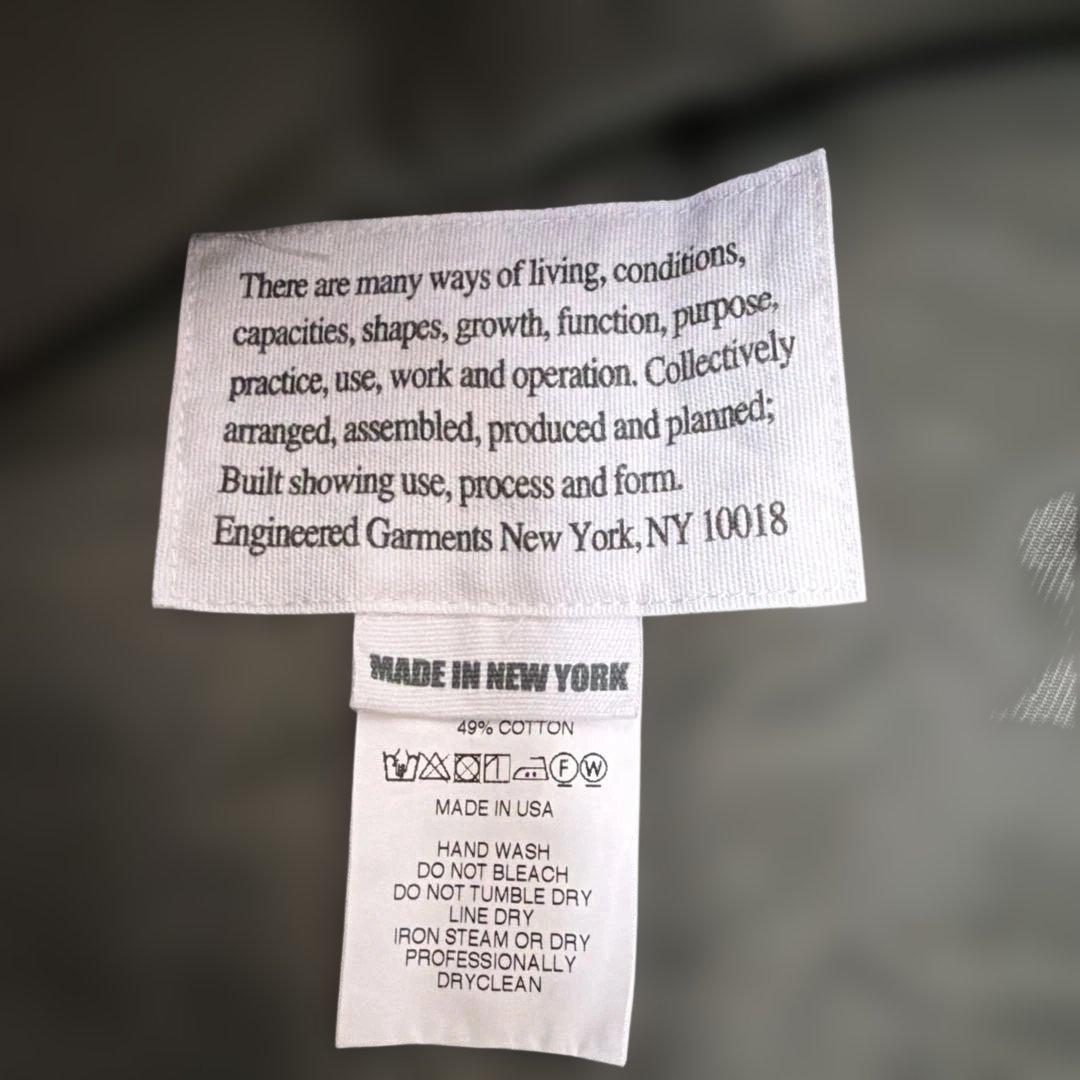 There are many ways of living, conditions,
capacities, shapes, growth, function, purpose,
practice, use, work and operation. Collectively
arranged, assembled, produced and planned;
Built showing use, process and form.
Engineered Garments New York, NY 10018
MADE IN NEW YORK
49% COTTON
F W
MADE IN USA
HAND WASH
DO NOT BLEACH
DO NOT TUMBLE DRY
LINE DRY
IRON STEAM OR DRY
PROFESSIONALLY
DRYCLEAN